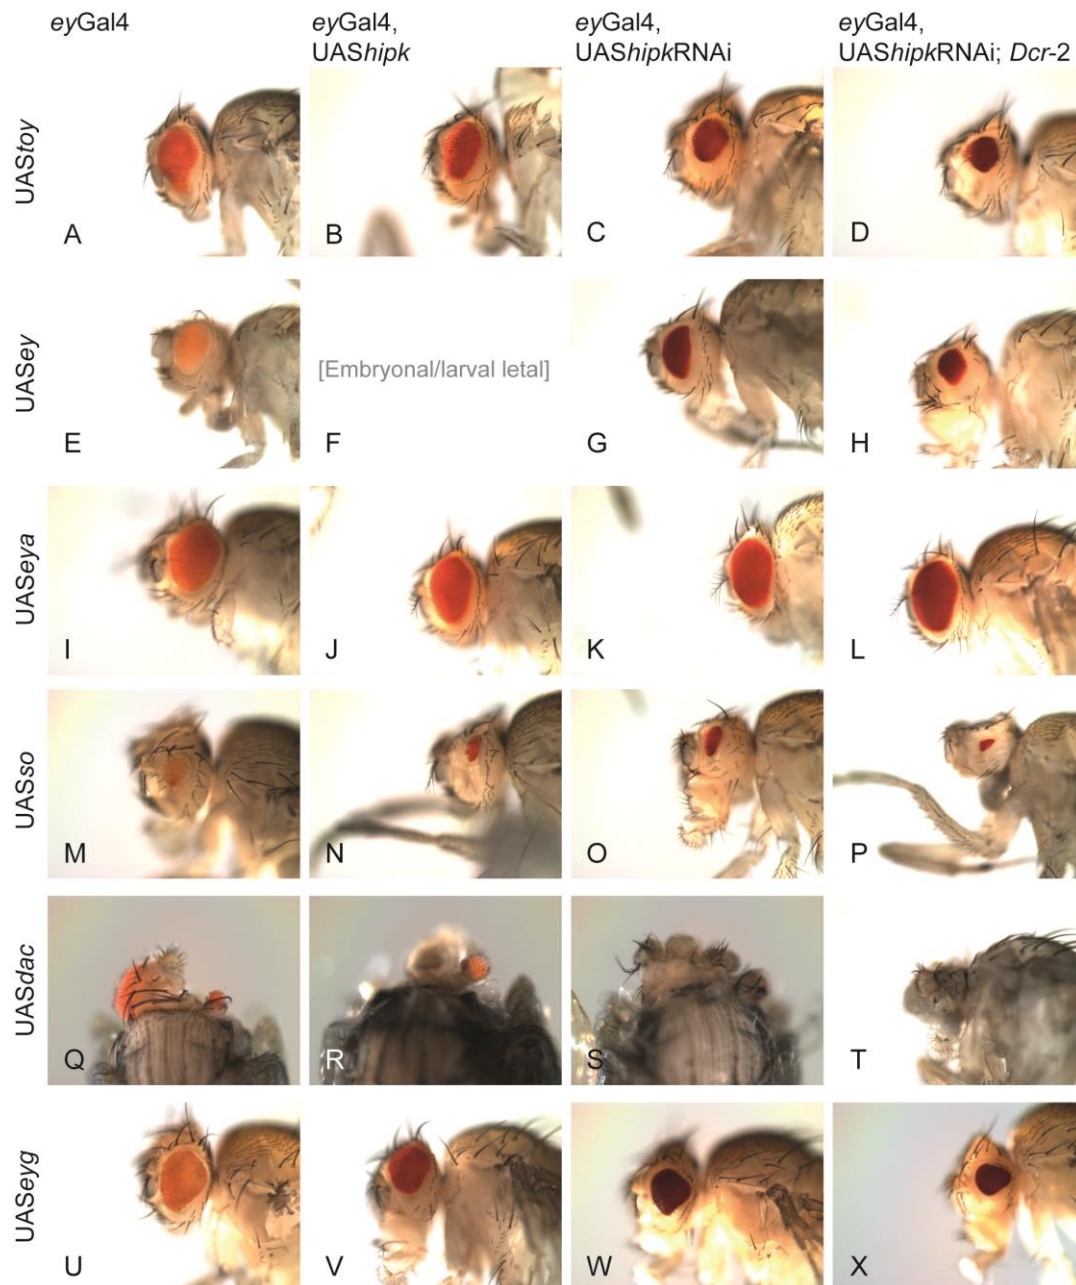 eyGal4
eyGal4,
UAShipk
eyGal4,
UAShipkRNAi
eyGal4,
UAShipkRNAi; Dcr-2
UAStoy
A
B
C
D
UASey
E
[Embryonal/larval letal]
F
G
H
UASeya
I
J
K
L
UASso
M
N
O
P
UASdac
Q
R
S
T
UASeyg
U
V
W
X